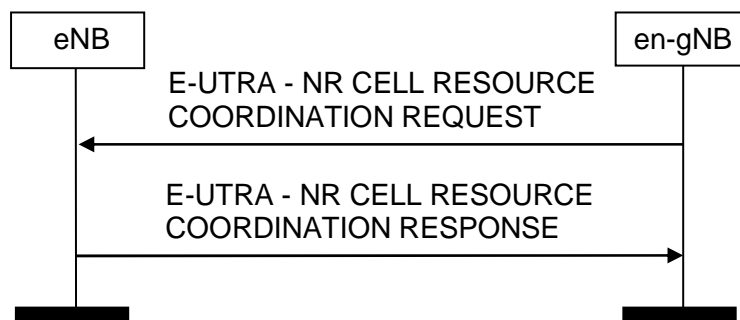 eNB
en-gNB
E-UTRA - NR CELL RESOURCE
COORDINATION REQUEST
E-UTRA - NR CELL RESOURCE
COORDINATION RESPONSE